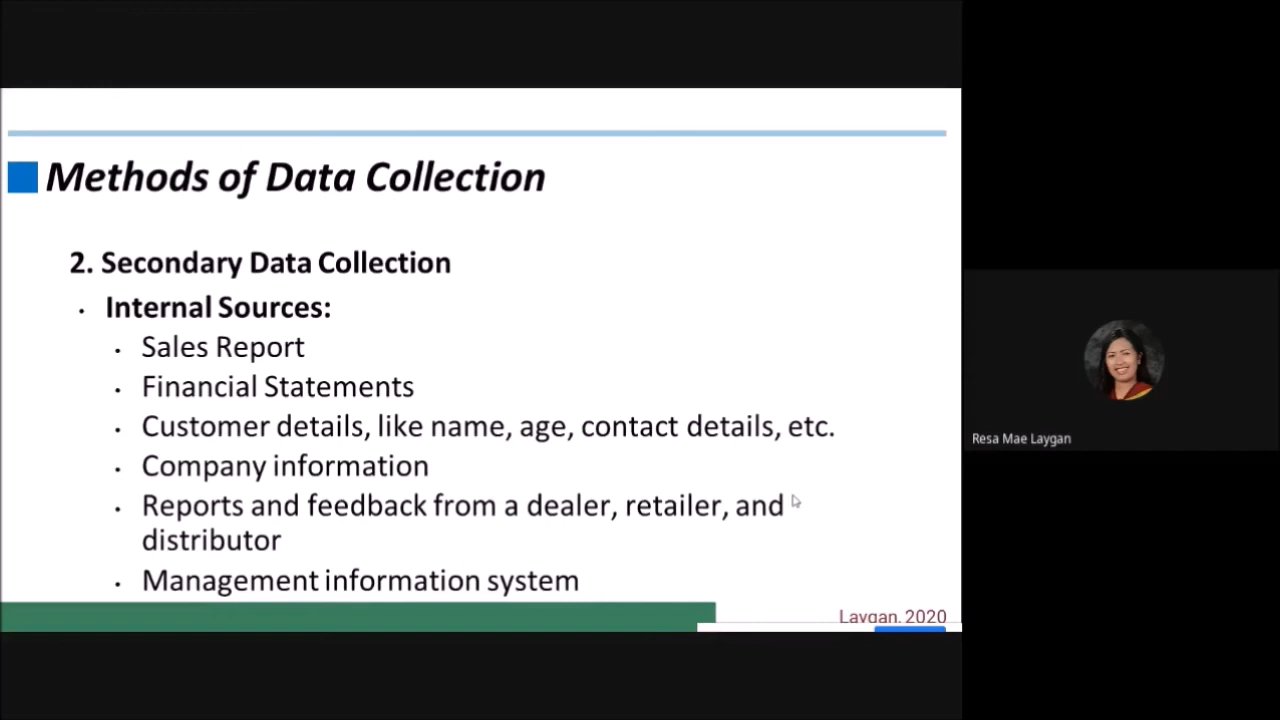 Methods of Data Collection
2. Secondary Data Collection
• Internal Sources:
• Sales Report
• Financial Statements
• Customer details, like name, age, contact details, etc.
• Company information
• Reports and feedback from a dealer, retailer, and
distributor
• Management information system
Laygan, 2020
Resa Mae Laygan